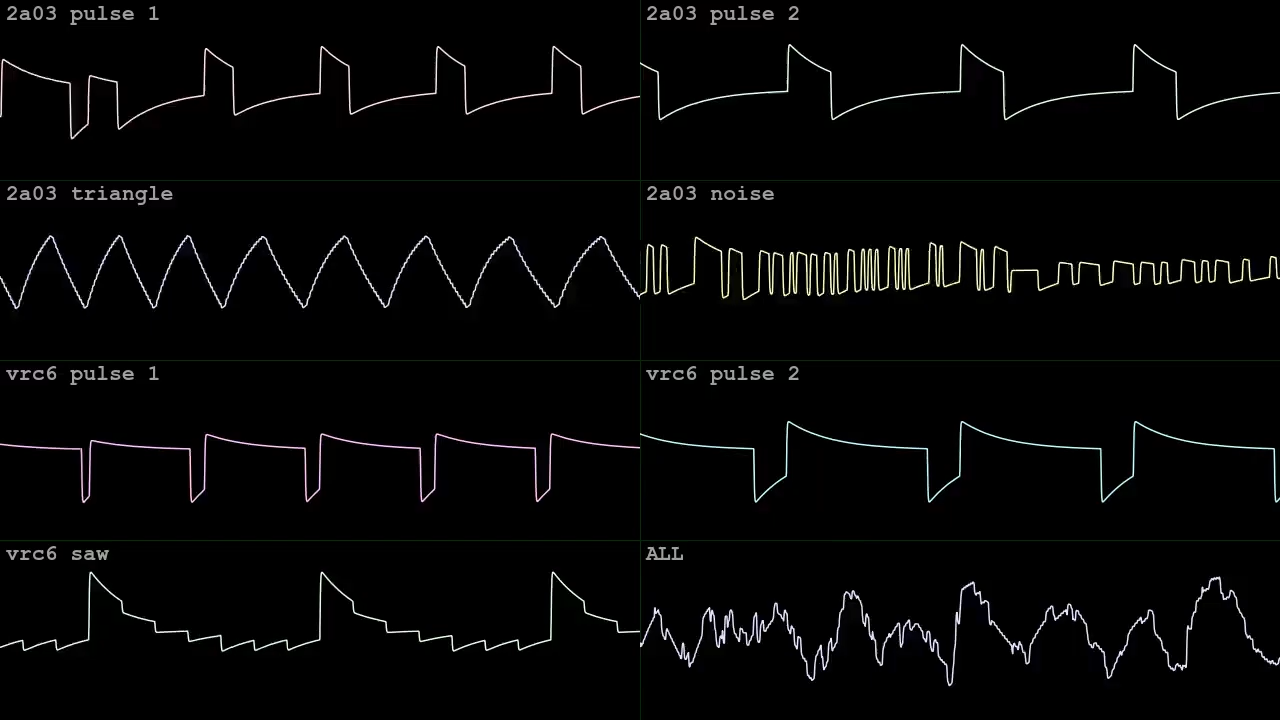 2a03 pulse 1
2a03 pulse 2
2a03 triangle
2a03 noise
vrc6 pulse 1
vrc6 pulse 2
vrc6 saw
ALL